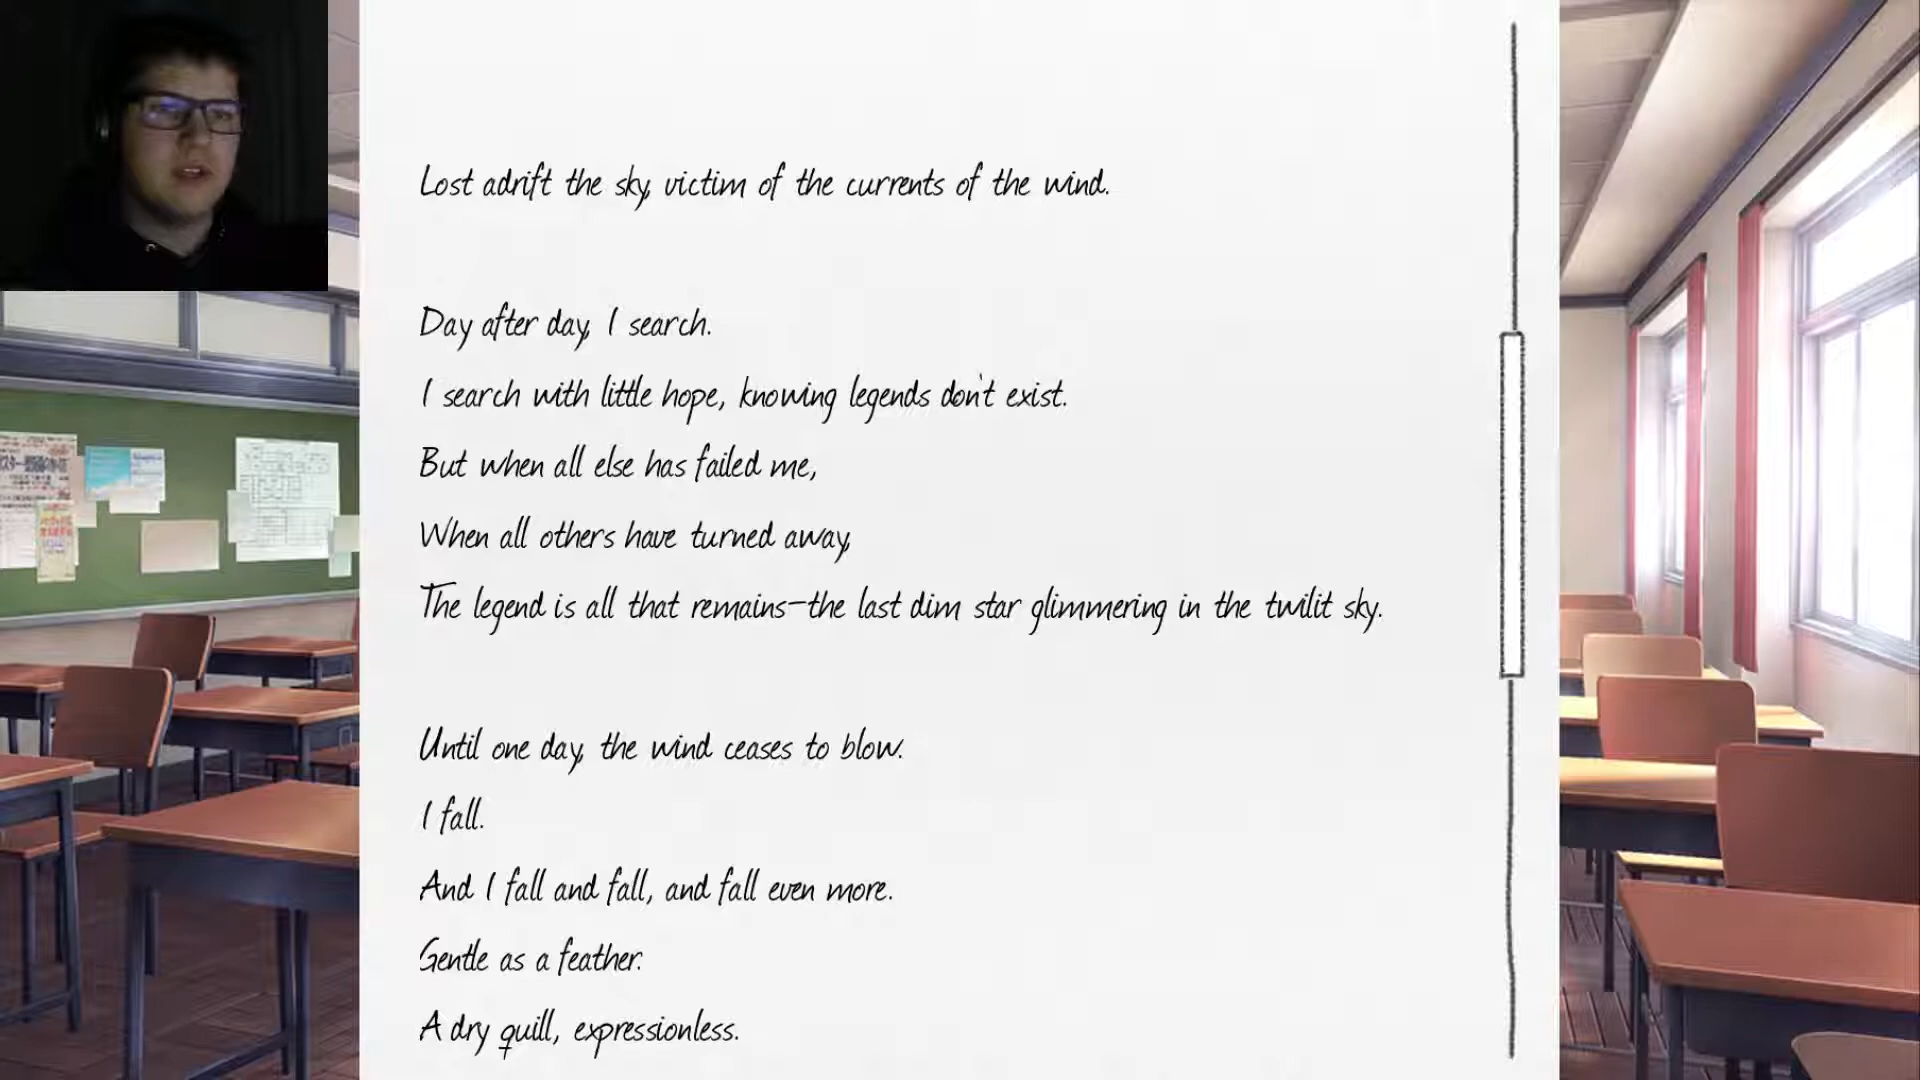 Lost adrift the sky, victim of the currents of the wind.
Day after day, I search.
I search with little hope, knowing legends don't exist.
But when all else has failed me,
When all others have turned away,
The legend is all that remains—the last dim star glimmering in the twilit sky.
Until one day, the wind ceases to blow.
I fall.
And I fall and fall, and fall even more.
Gentle as a feather.
A dry quill, expressionless.